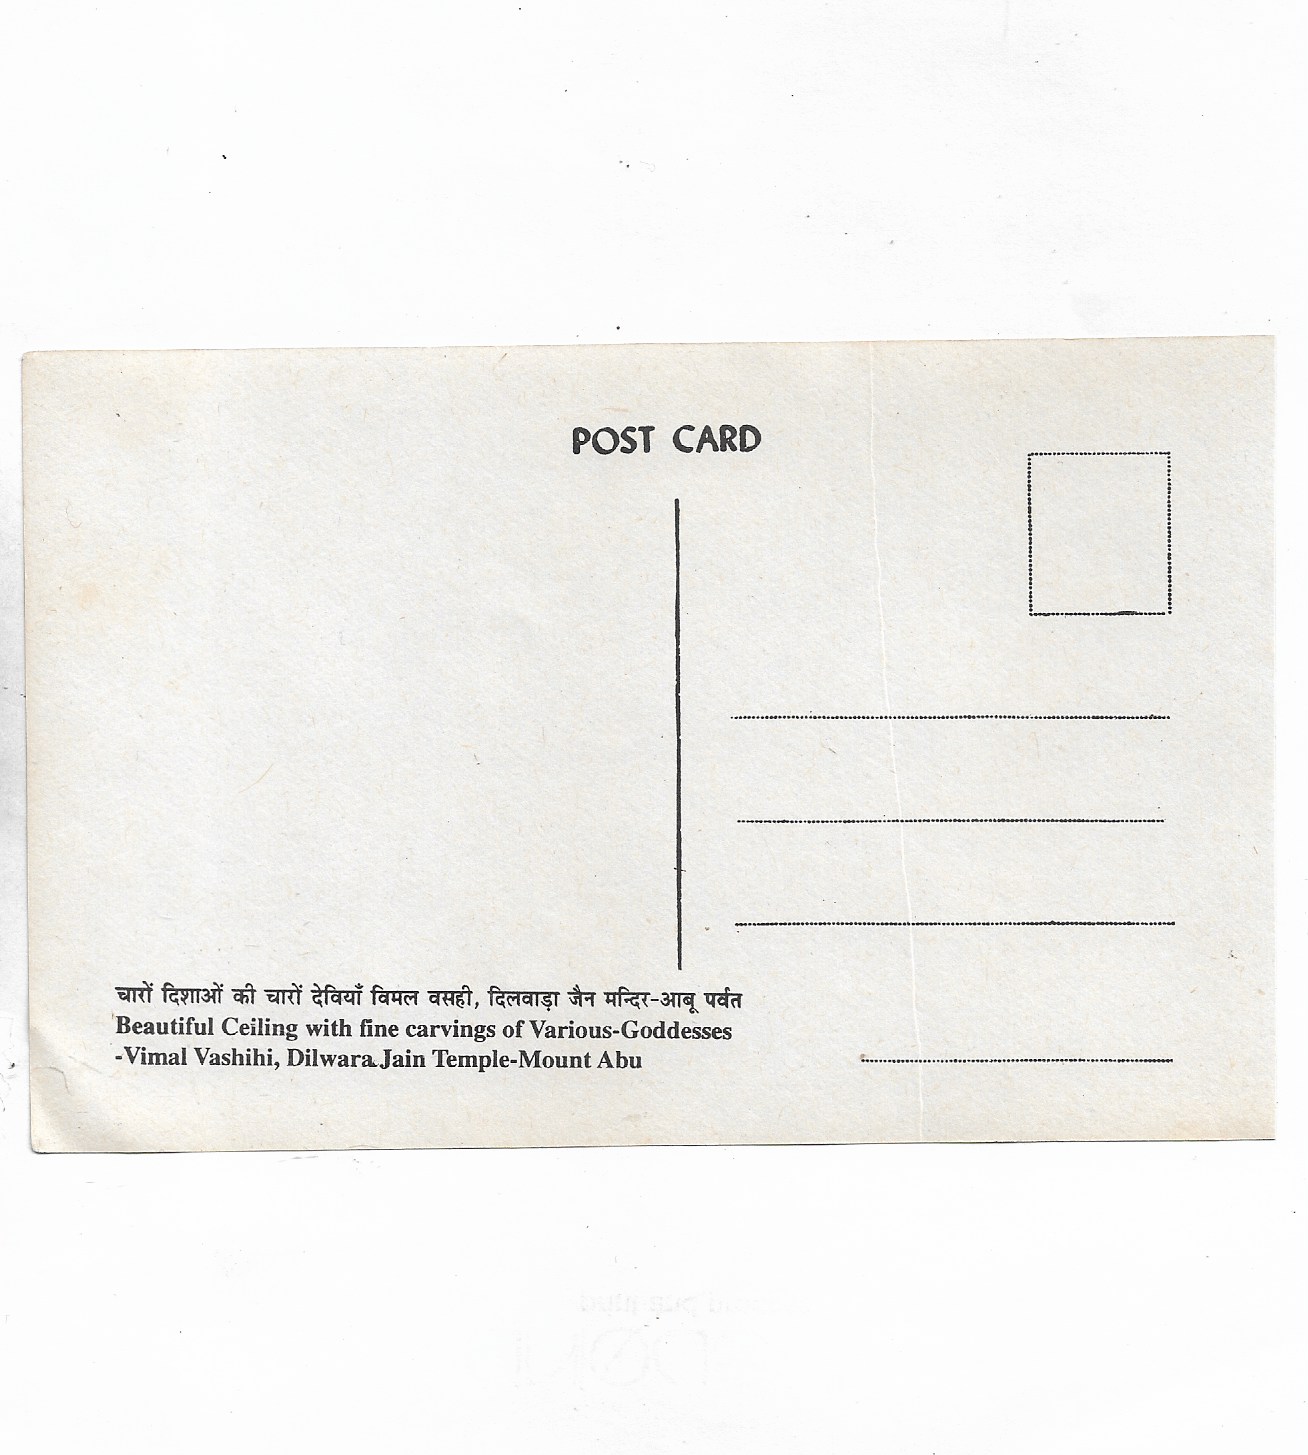 POST CARD
चारों दिशाओं की चारों देवियाँ विमल वसही, दिलवाड़ा जैन मन्दिर-आबू पर्वत
Beautiful Ceiling with fine carvings of Various-Goddesses
-Vimal Vashihi, Dilwara Jain Temple-Mount Abu